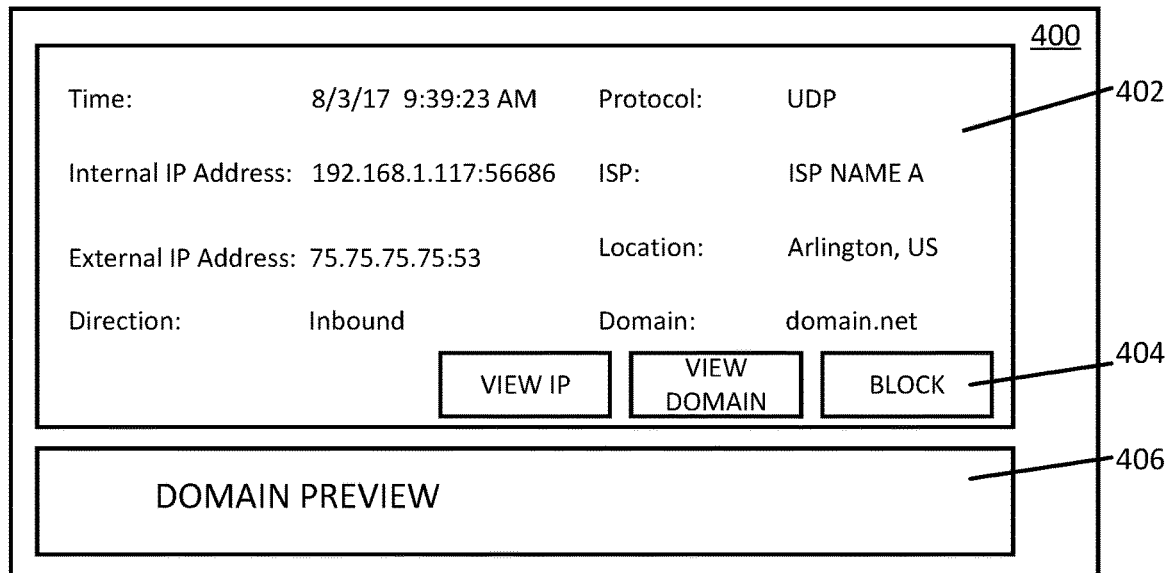 400
Time: 8/3/17 9:39:23 AM Protocol: UDP
402
Internal IP Address: 192.168.1.117:56686 ISP: ISP NAME A
External IP Address: 75.75.75.75:53 Location: Arlington, US
Direction: Inbound Domain: domain.net
VIEW IP
VIEW
DOMAIN
BLOCK
404
DOMAIN PREVIEW
406